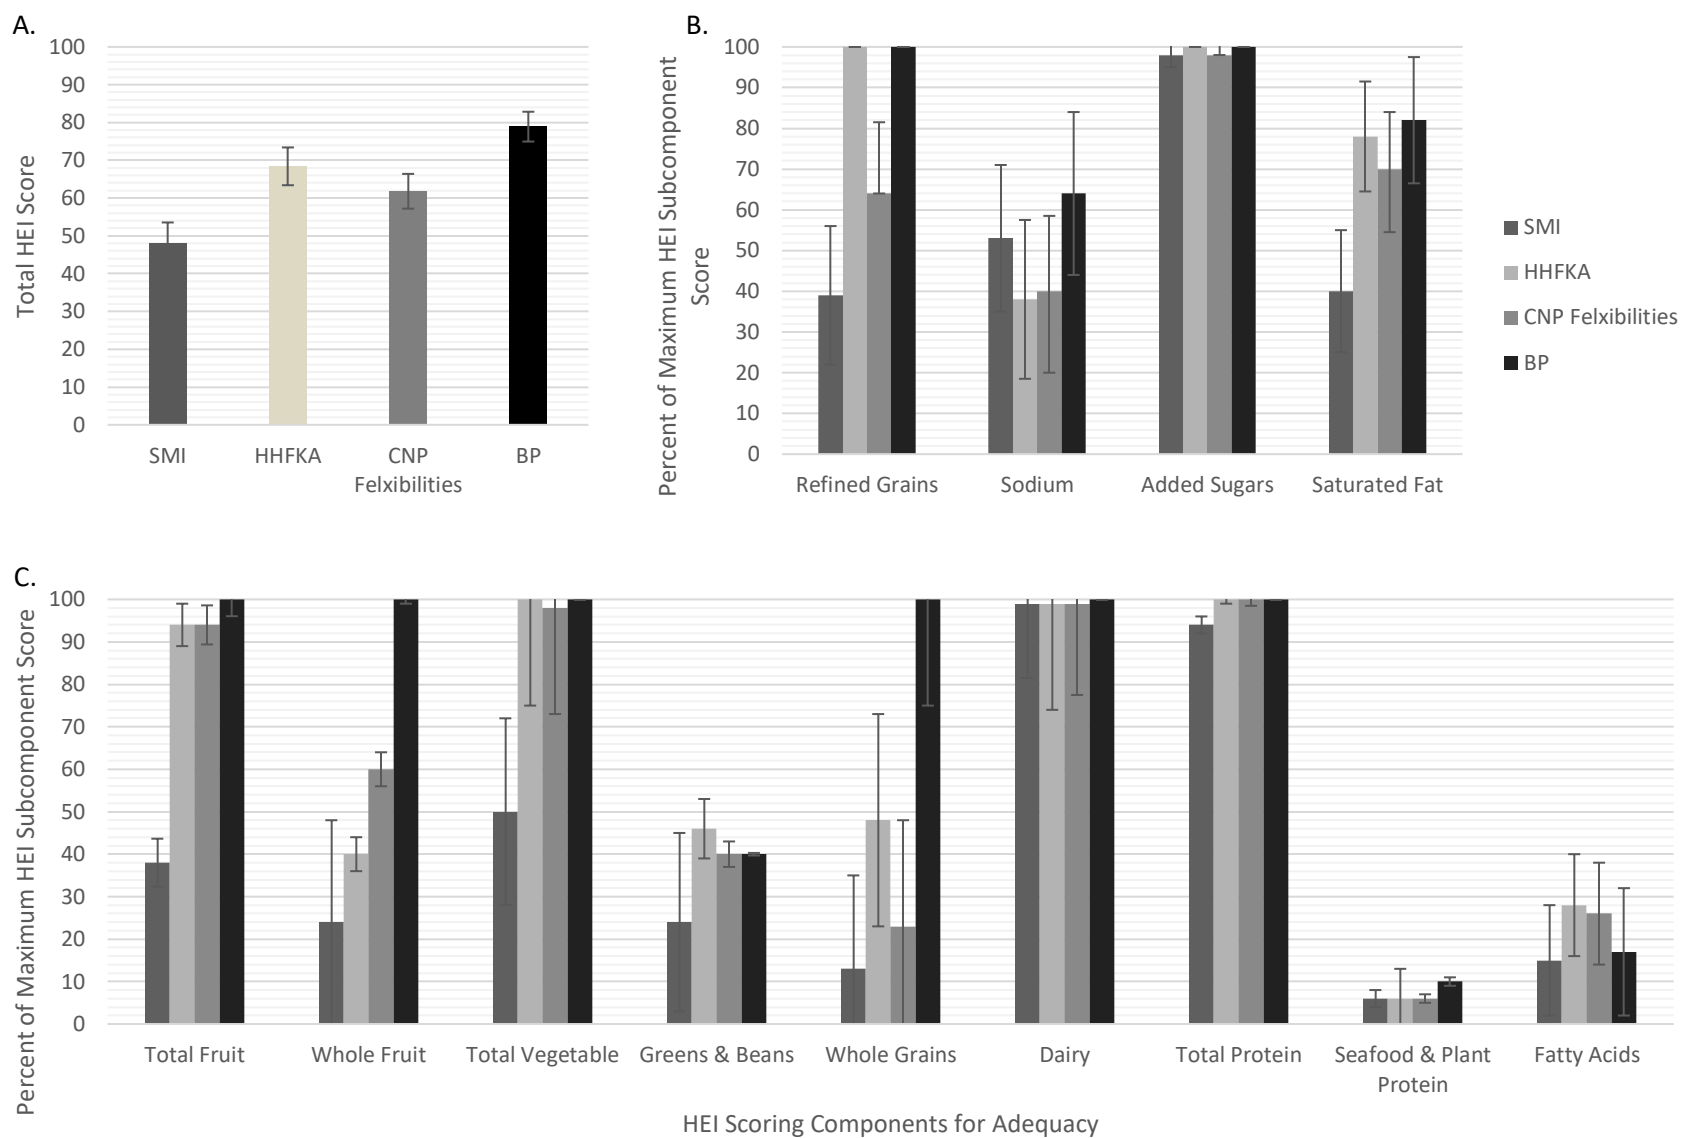 A.
Total HEI Score
100
90
80
70
60
50
40
30
20
10
0
SMI
HHFKA
CNP
Felxibilities
BP
B.
Percent of Maximum HEI Subcomponent
Score
100
90
80
70
60
50
40
30
20
10
0
Refined Grains
Sodium
Added Sugars
Saturated Fat
SMI
HHFKA
CNP Felxibilities
BP
C.
Percent of Maximum HEI Subcomponent Score
100
90
80
70
60
50
40
30
20
10
0
Total Fruit
Whole Fruit
Total Vegetable
Greens & Beans
Whole Grains
Dairy
Total Protein
Seafood & Plant
Protein
Fatty Acids
HEI Scoring Components for Adequacy